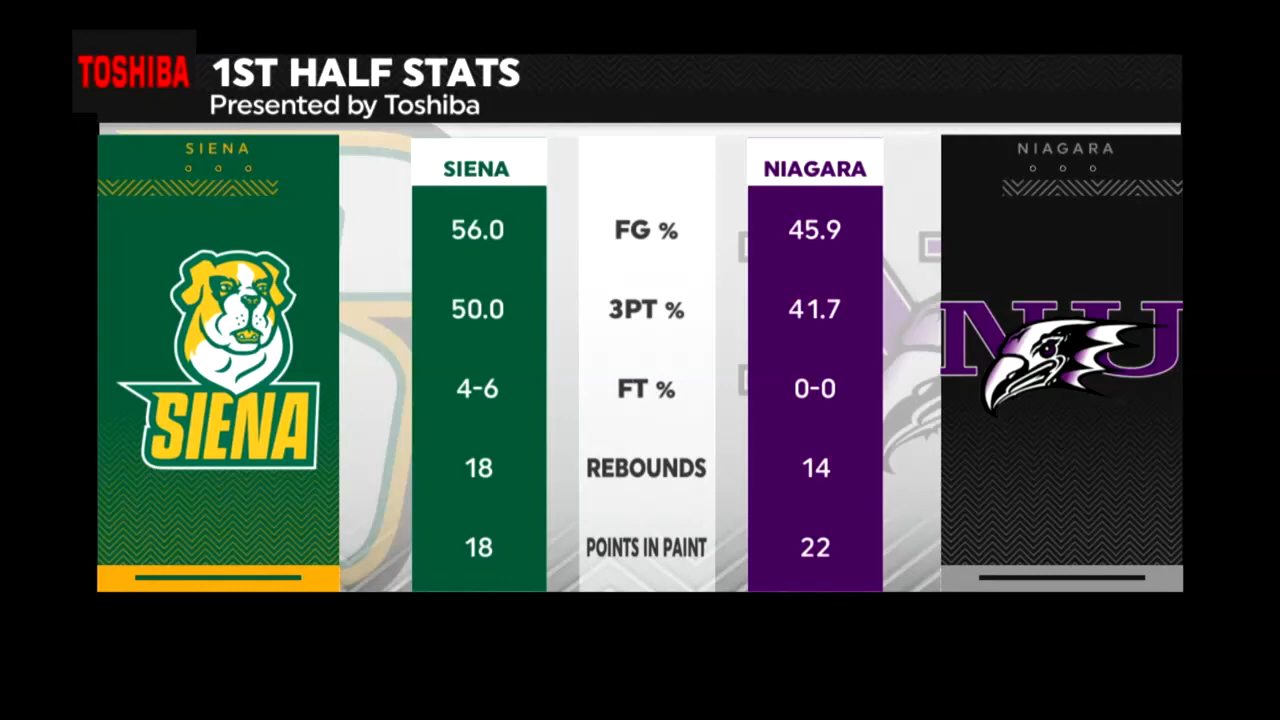 TOSHIBA
1ST HALF STATS
Presented by Toshiba
SIENA
SIENA
NIAGARA
NIAGARA
56.0 FG % 45.9
50.0 3PT % 41.7
4-6 FT % 0-0
18 REBOUNDS 14
18 POINTS IN PAINT 22
SIENA
NU